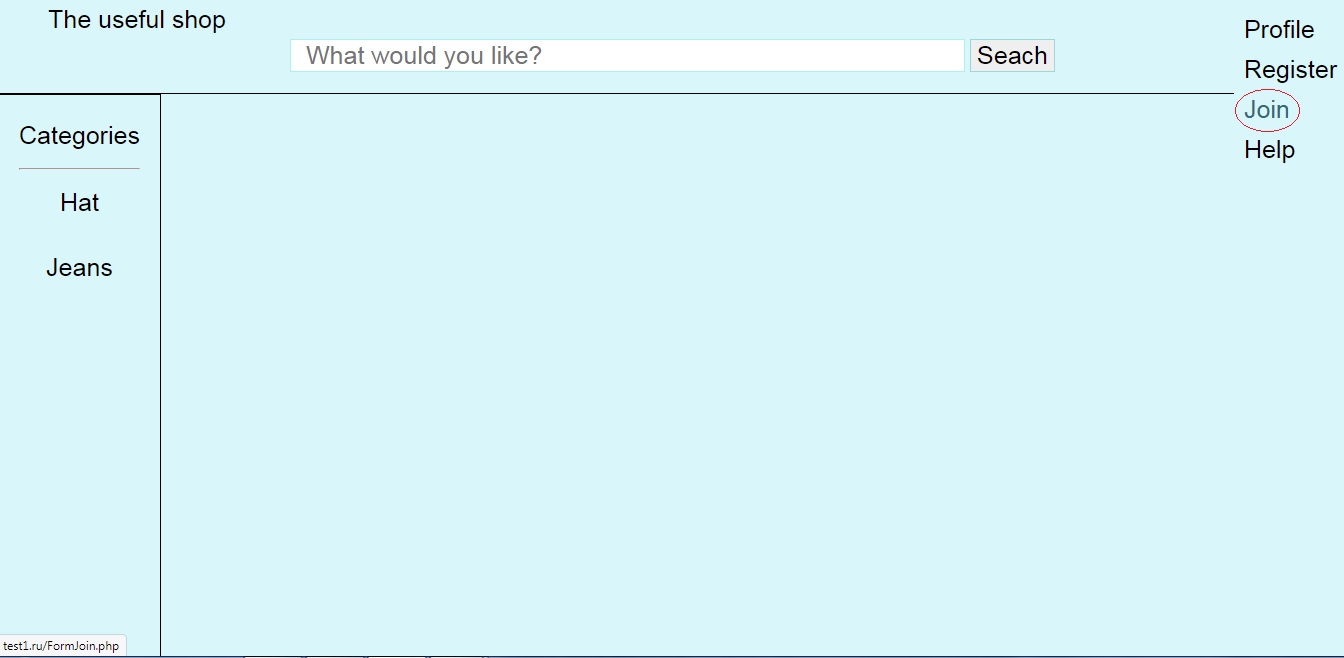 The useful shop
What would you like?
Seach
Profile
Register
Join
Help
Categories
Hat
Jeans
test1.ru/FormJoin.php